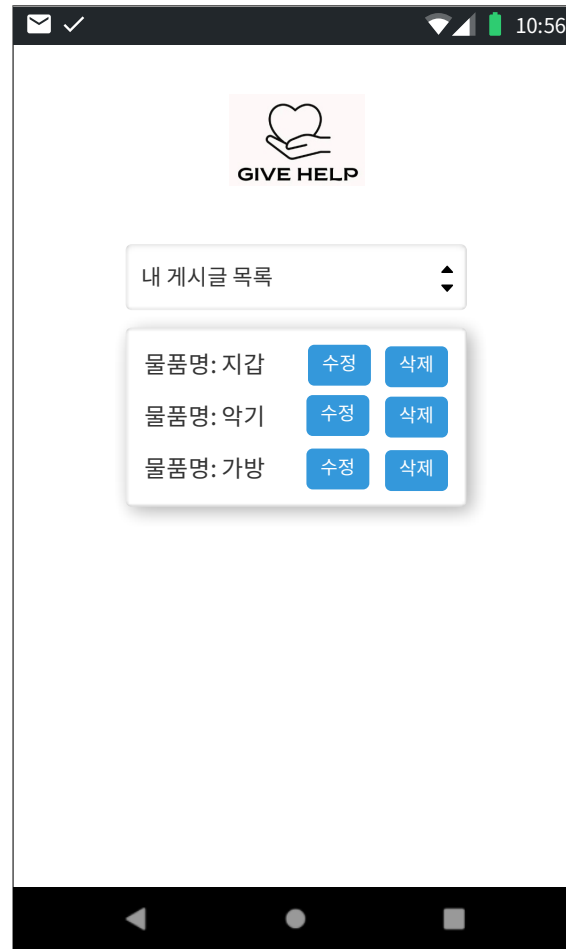 10:56
GIVE HELP
내 게시글 목록
물품명: 지갑 수정 삭제
물품명: 악기 수정 삭제
물품명: 가방 수정 삭제